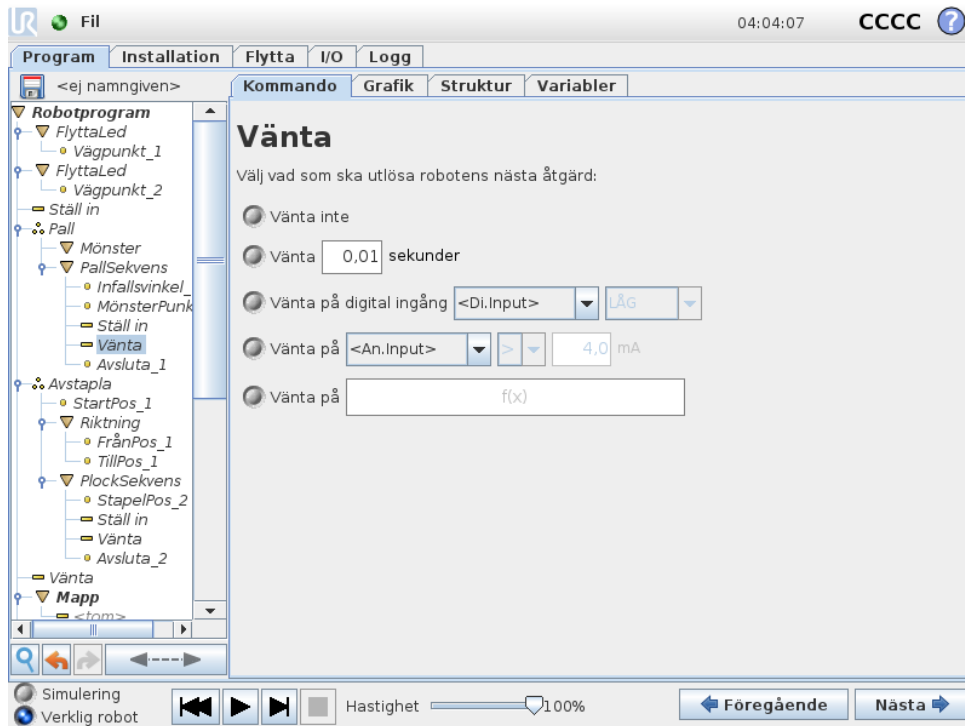 UR Fil 04:04:07 CCCC ?
Program Installation Flytta I/O Logg
<ej namngiven>
Kommando Grafik Struktur Variabler
Robotprogram
FlyttaLed
Vägpunkt_1
FlyttaLed
Vägpunkt_2
Ställ in
Pall
Mönster
PallSekvens
Infallsvinkel_
MönsterPunk
Ställ in
Vänta
Avsluta_1
Avstapla
StartPos_1
Riktning
FrånPos_1
TillPos_1
PlockSekvens
StapelPos_2
Ställ in
Vänta
Avsluta_2
Vänta
Mapp
<tom>
Vänta
Välj vad som ska utlösa robotens nästa åtgärd:
Vänta inte
Vänta 0,01 sekunder
Vänta på digital ingång <Di.Input> LÅG
Vänta på <An.Input> > 4,0 mA
Vänta på f(x)
Simulering
Verklig robot
Hastighet 100%
Föregående Nästa